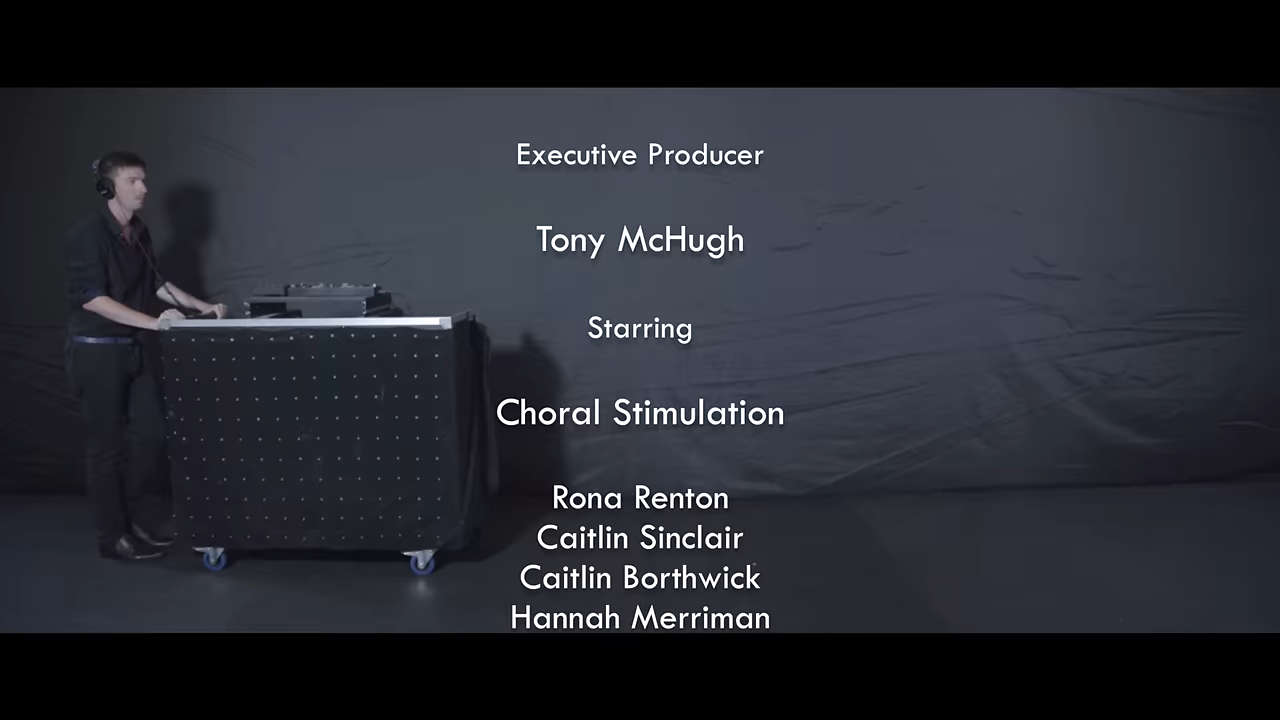 Executive Producer
Tony McHugh
Starring
Choral Stimulation
Rona Renton
Caitlin Sinclair
Caitlin Borthwick
Hannah Merriman